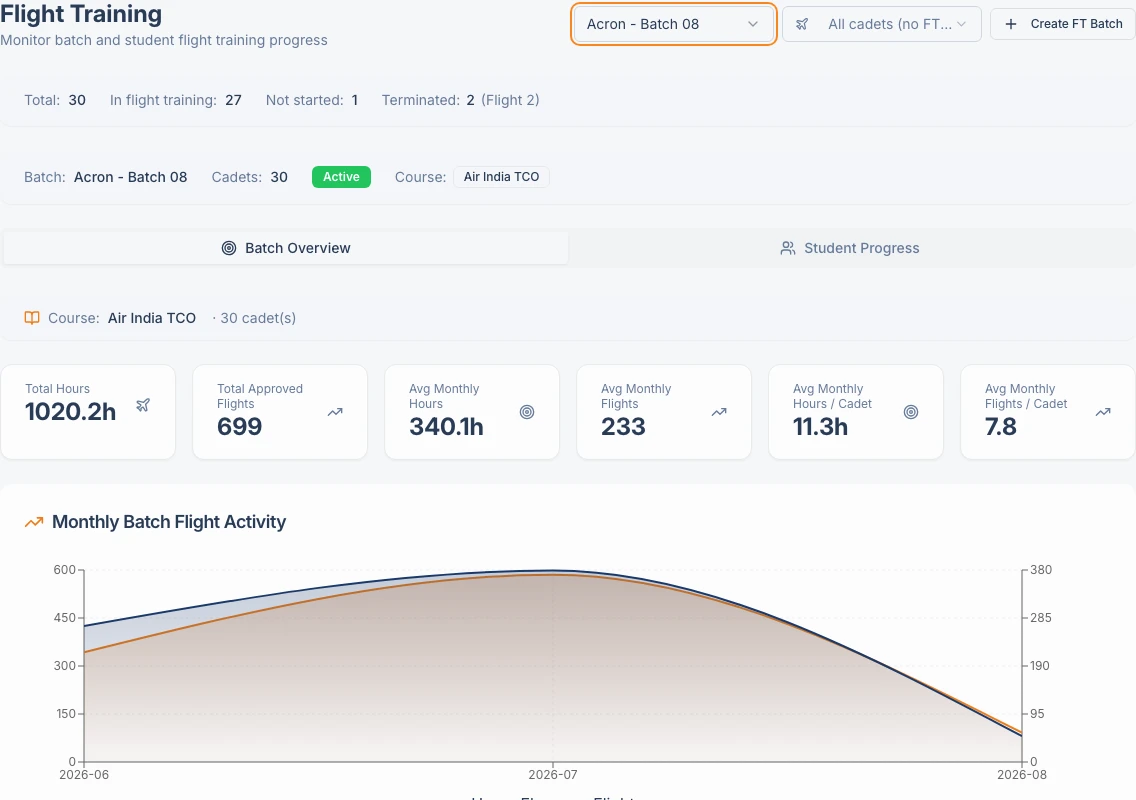 Flight Training
Monitor batch and student flight training progress
Acron - Batch 08
All cadets (no FT...
Create FT Batch
Total: 30 In flight training: 27 Not started: 1 Terminated: 2 (Flight 2)
Batch: Acron - Batch 08 Cadets: 30 Active Course: Air India TCO
Batch Overview
Student Progress
Course: Air India TCO · 30 cadet(s)
Total Hours
1020.2h
Total Approved
Flights
699
Avg Monthly
Hours
340.1h
Avg Monthly
Flights
233
Avg Monthly
Hours / Cadet
11.3h
Avg Monthly
Flights / Cadet
7.8
Monthly Batch Flight Activity
600
450
300
150
0
380
285
190
95
0
2026-06
2026-07
2026-08